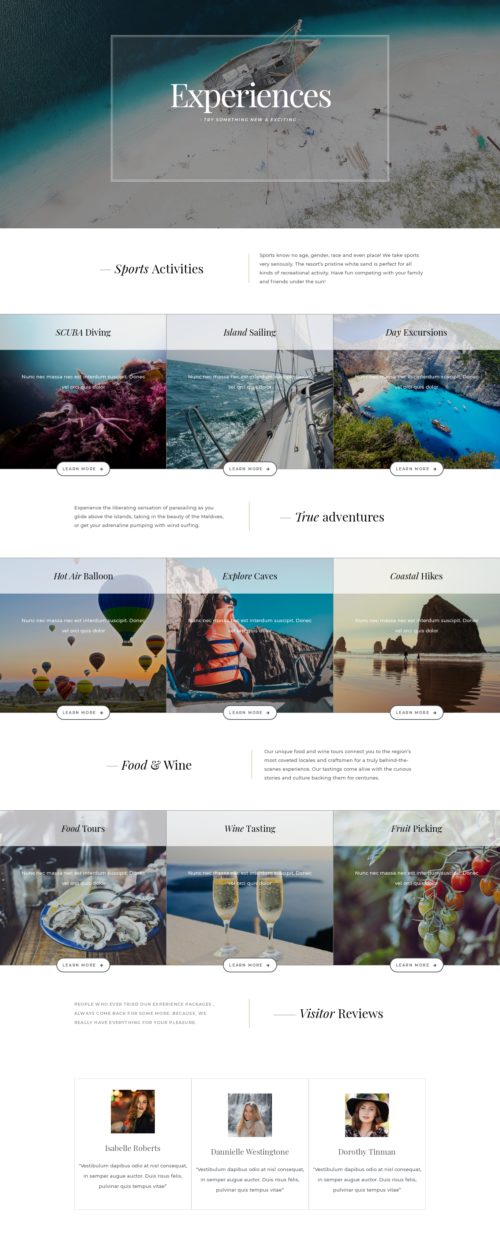 Experiences
- TRY SOMETHING NEW & EXCITING -
— Sports Activities
Sports know no age, gender, race and even place! We take sports
very seriously. The resort's pristine white sand is perfect for all
kinds of recreational activity. Have fun competing with your family
and friends under the sun!
SCUBA Diving
Nunc nec massa nec est interdum suscipit. Donec
vel orci quis dolor
LEARN MORE →
Island Sailing
Nunc nec massa nec est interdum suscipit. Donec
vel orci quis dolor
LEARN MORE →
Day Excursions
Nunc nec massa nec est interdum suscipit. Donec
vel orci quis dolor
LEARN MORE →
Experience the liberating sensation of parasailing as you
glide above the islands, taking in the beauty of the Maldives,
or get your adrenaline pumping with wind surfing.
— True adventures
Hot Air Balloon
Nunc nec massa nec est interdum suscipit. Donec
vel orci quis dolor
LEARN MORE →
Explore Caves
Nunc nec massa nec est interdum suscipit. Donec
vel orci quis dolor
LEARN MORE →
Coastal Hikes
Nunc nec massa nec est interdum suscipit. Donec
vel orci quis dolor
LEARN MORE →
— Food & Wine
Our unique food and wine tours connect you to the region's
most coveted locales and craftsmen for a truly behind-the-
scenes experience. Our tastings come alive with the curious
stories and culture backing them for centuries.
Food Tours
Nunc nec massa nec est interdum suscipit. Donec
vel orci quis dolor
LEARN MORE →
Wine Tasting
Nunc nec massa nec est interdum suscipit. Donec
vel orci quis dolor
LEARN MORE →
Fruit Picking
Nunc nec massa nec est interdum suscipit. Donec
vel orci quis dolor
LEARN MORE →
PEOPLE WHO EVER TRIED OUR EXPERIENCE PACKAGES ,
ALWAYS COME BACK FOR SOME MORE. BECAUSE, WE
REALLY HAVE EVERYTHING FOR YOUR PLEASURE.
— Visitor Reviews
Isabelle Roberts
"Vestibulum dapibus odio at nisl consequat,
in semper augue auctor. Duis risus felis,
pulvinar quis tempus vitae"
Dannielle Westingtone
"Vestibulum dapibus odio at nisl consequat,
in semper augue auctor. Duis risus felis,
pulvinar quis tempus vitae"
Dorothy Tinman
"Vestibulum dapibus odio at nisl consequat,
in semper augue auctor. Duis risus felis,
pulvinar quis tempus vitae"